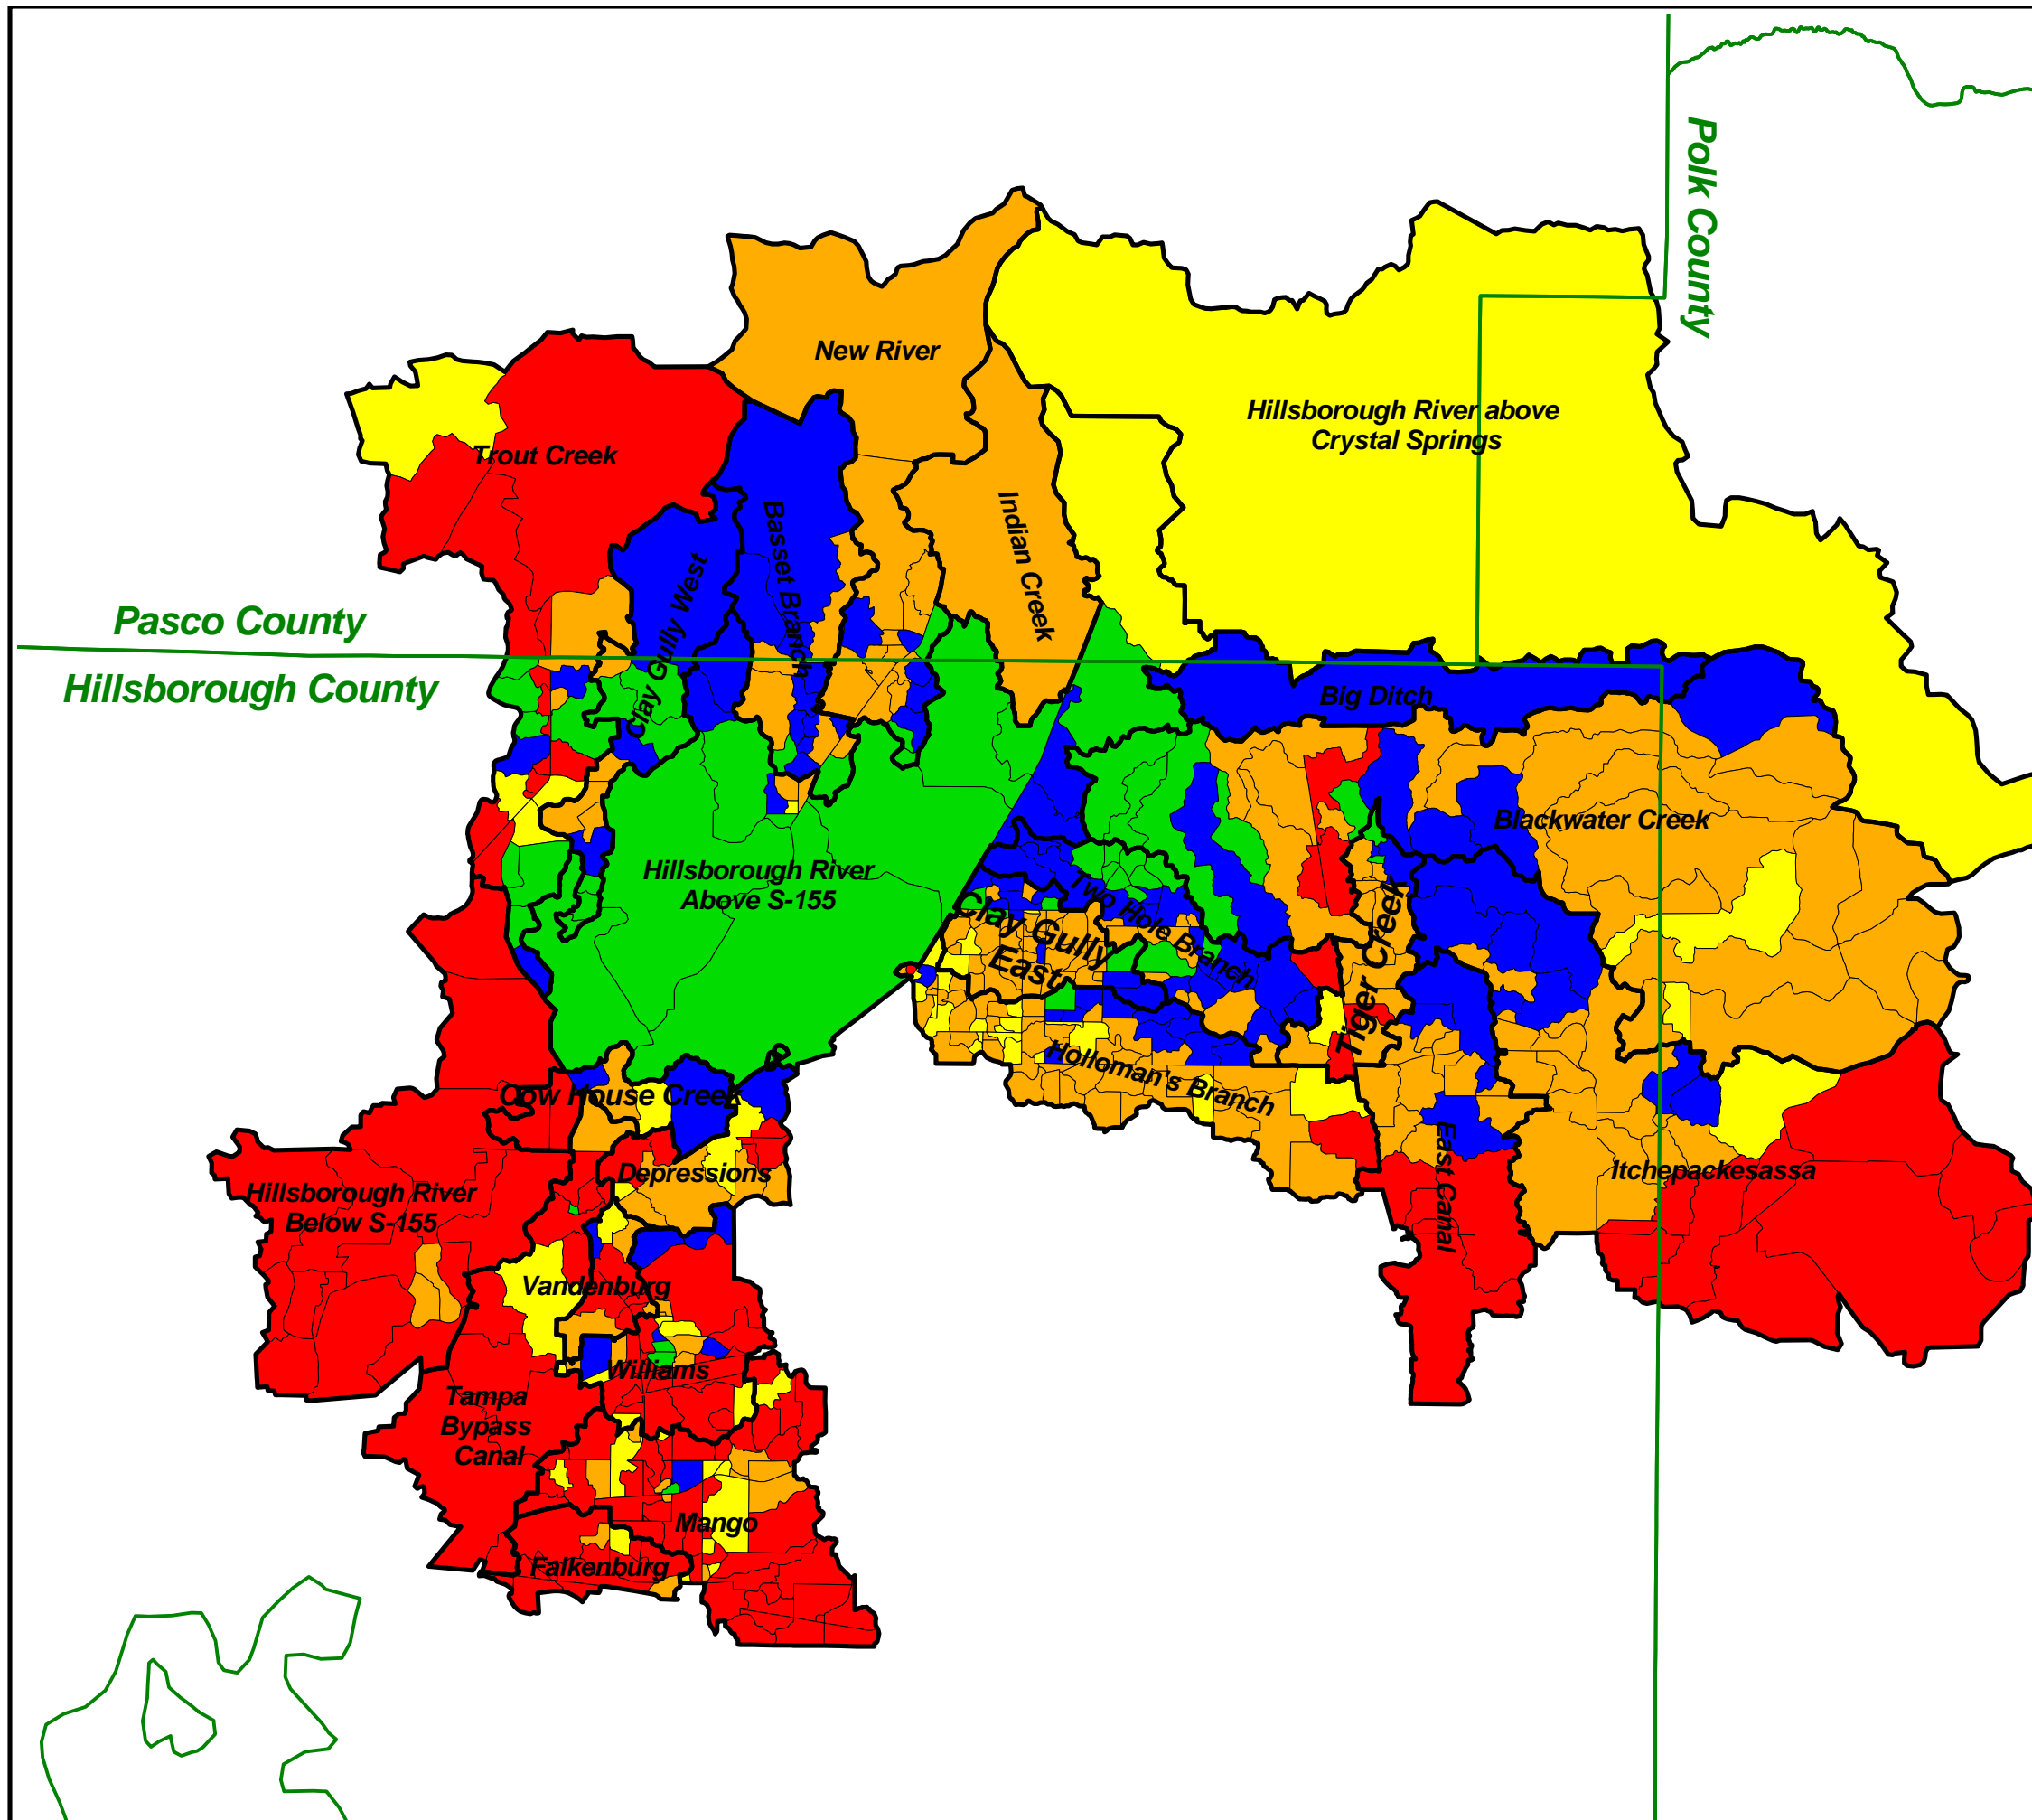 Polk County
New River
Hillsborough River above
Crystal Springs
Trout Creek
Basset Branch
Indian Creek
Clay Gully West
Pasco County
Hillsborough County
Big Ditch
Blackwater Creek
Hillsborough River
Above S-155
Two Hole Branch
Clay Gully
East
Tiger Creek
Holloman's Branch
Cow House Creek
East Canal
Itchepackesassa
Depressions
Hillsborough River
Below S-155
Vandenburg
Williams
Tampa
Bypass
Canal
Mango
Falkenburg